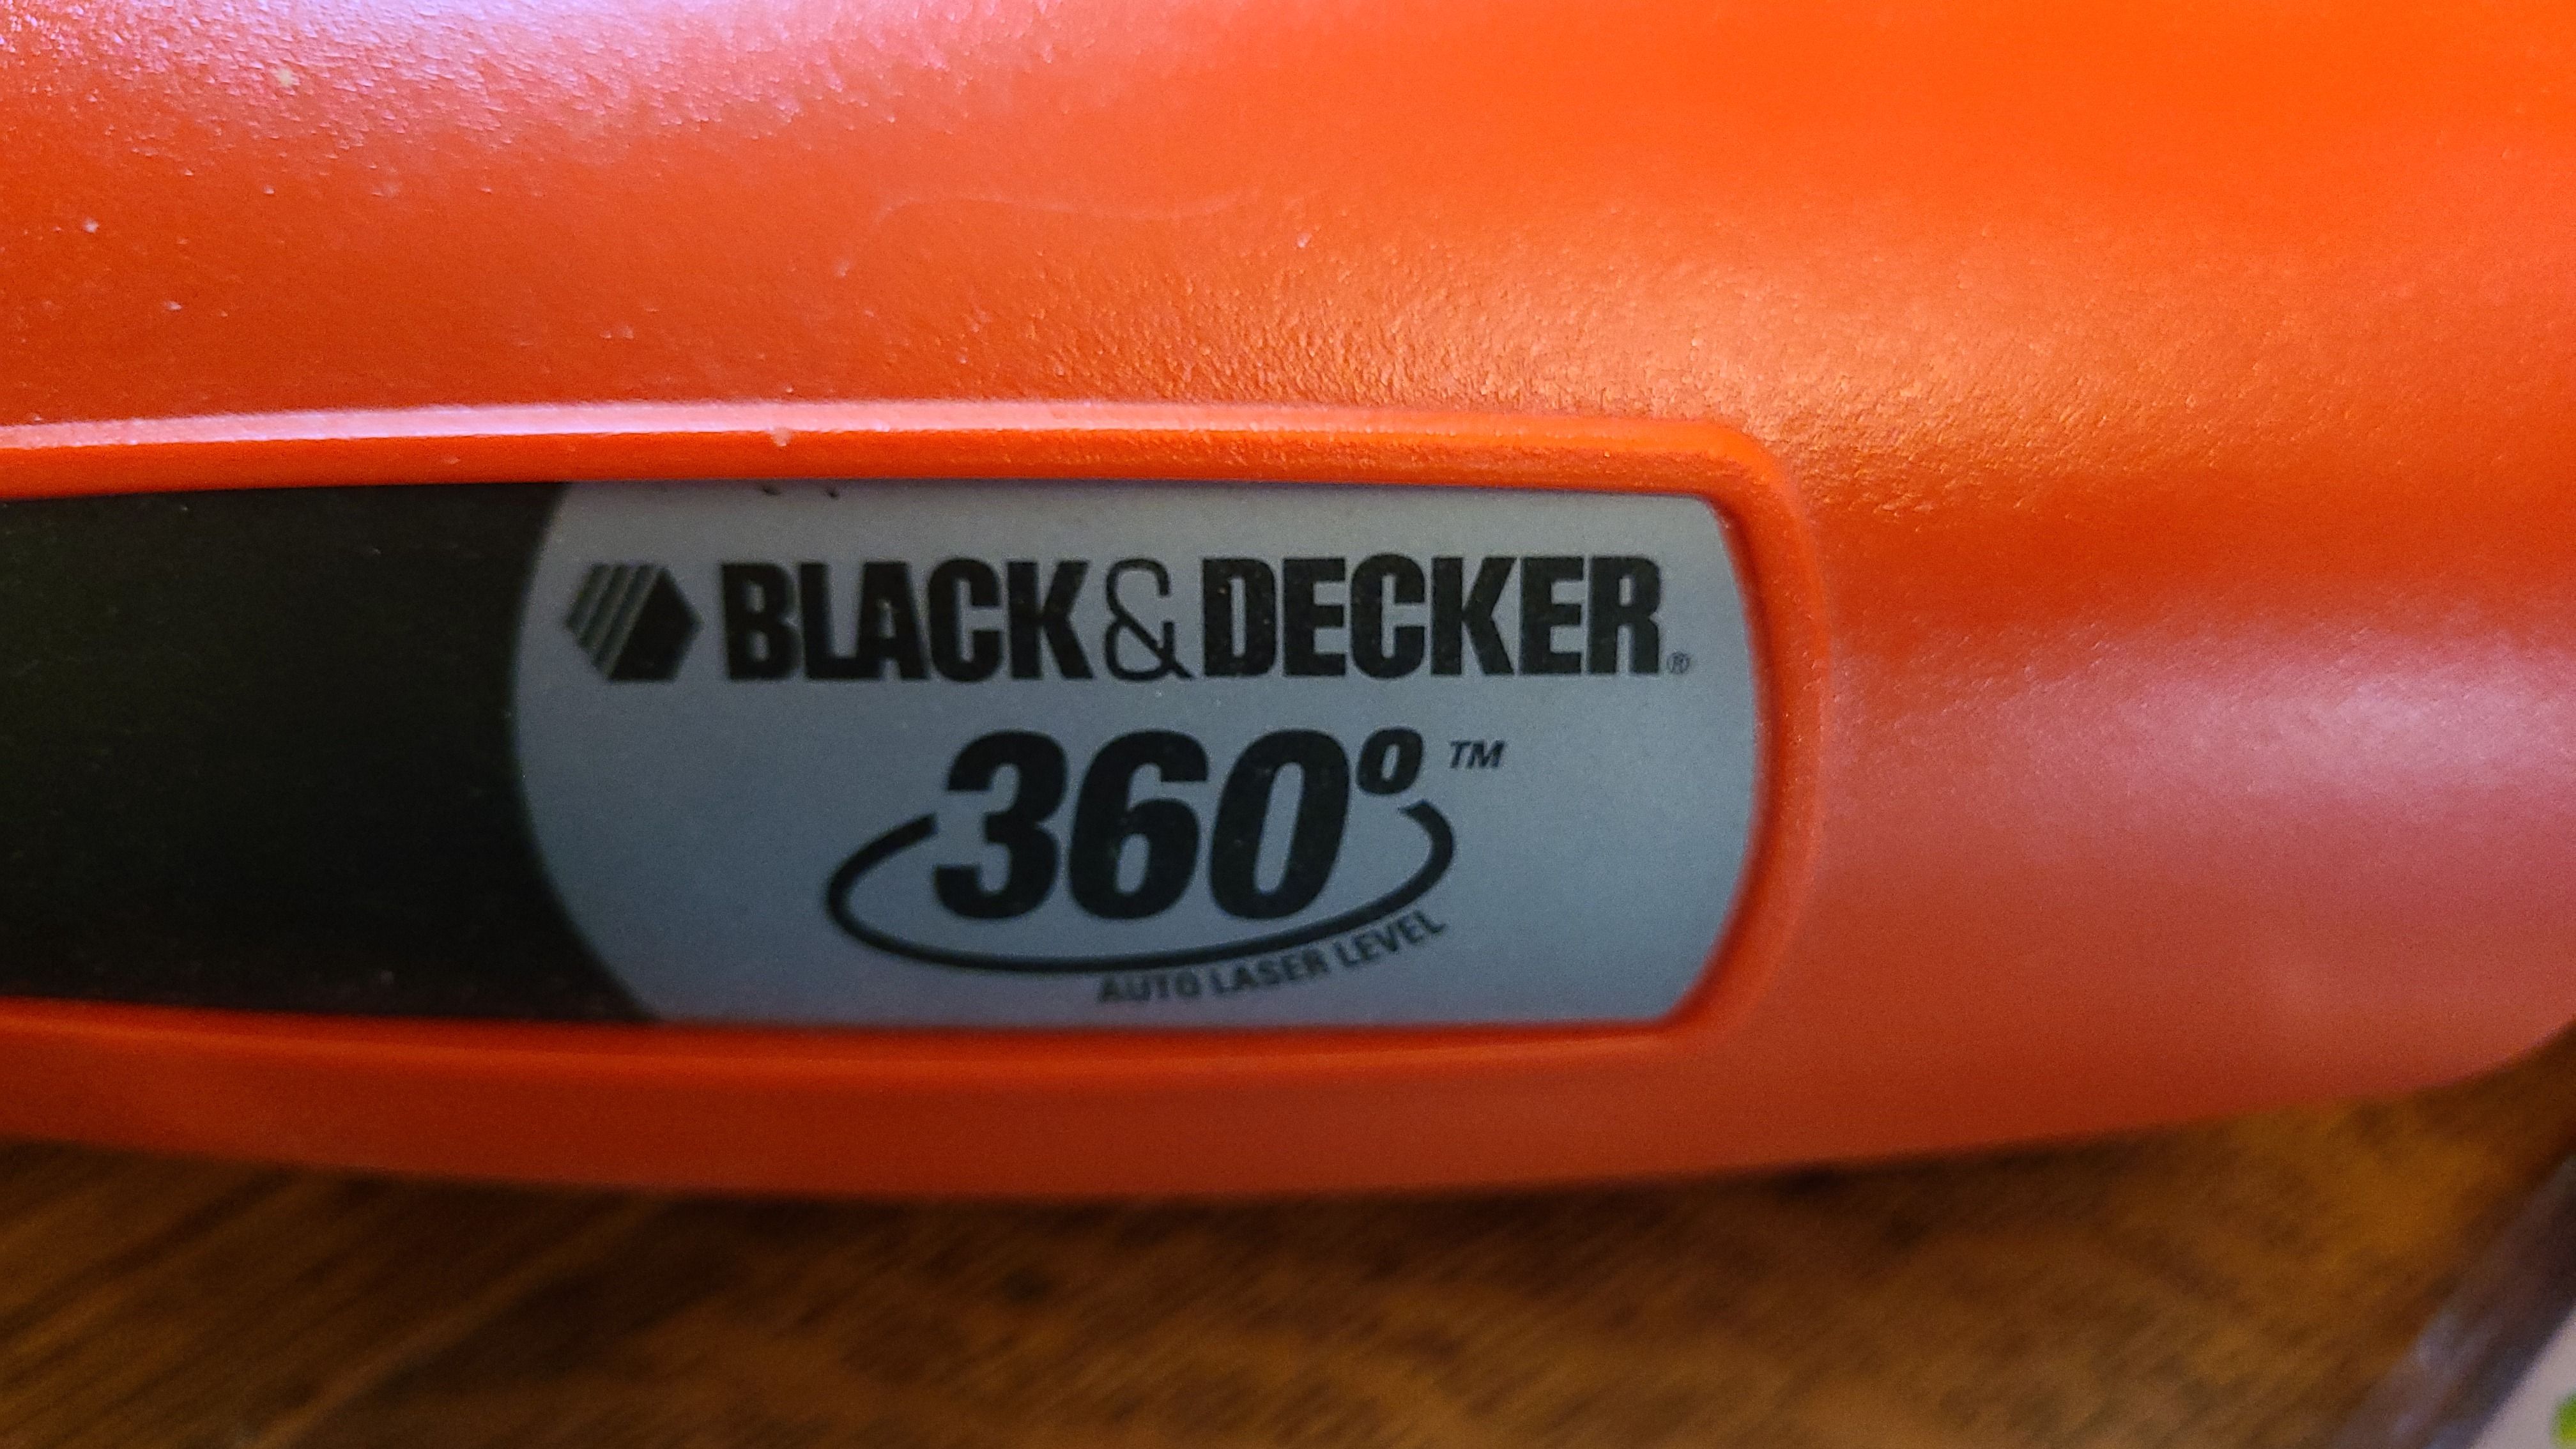 BLACK & DECKER®
360° ™
AUTO LASER LEVEL